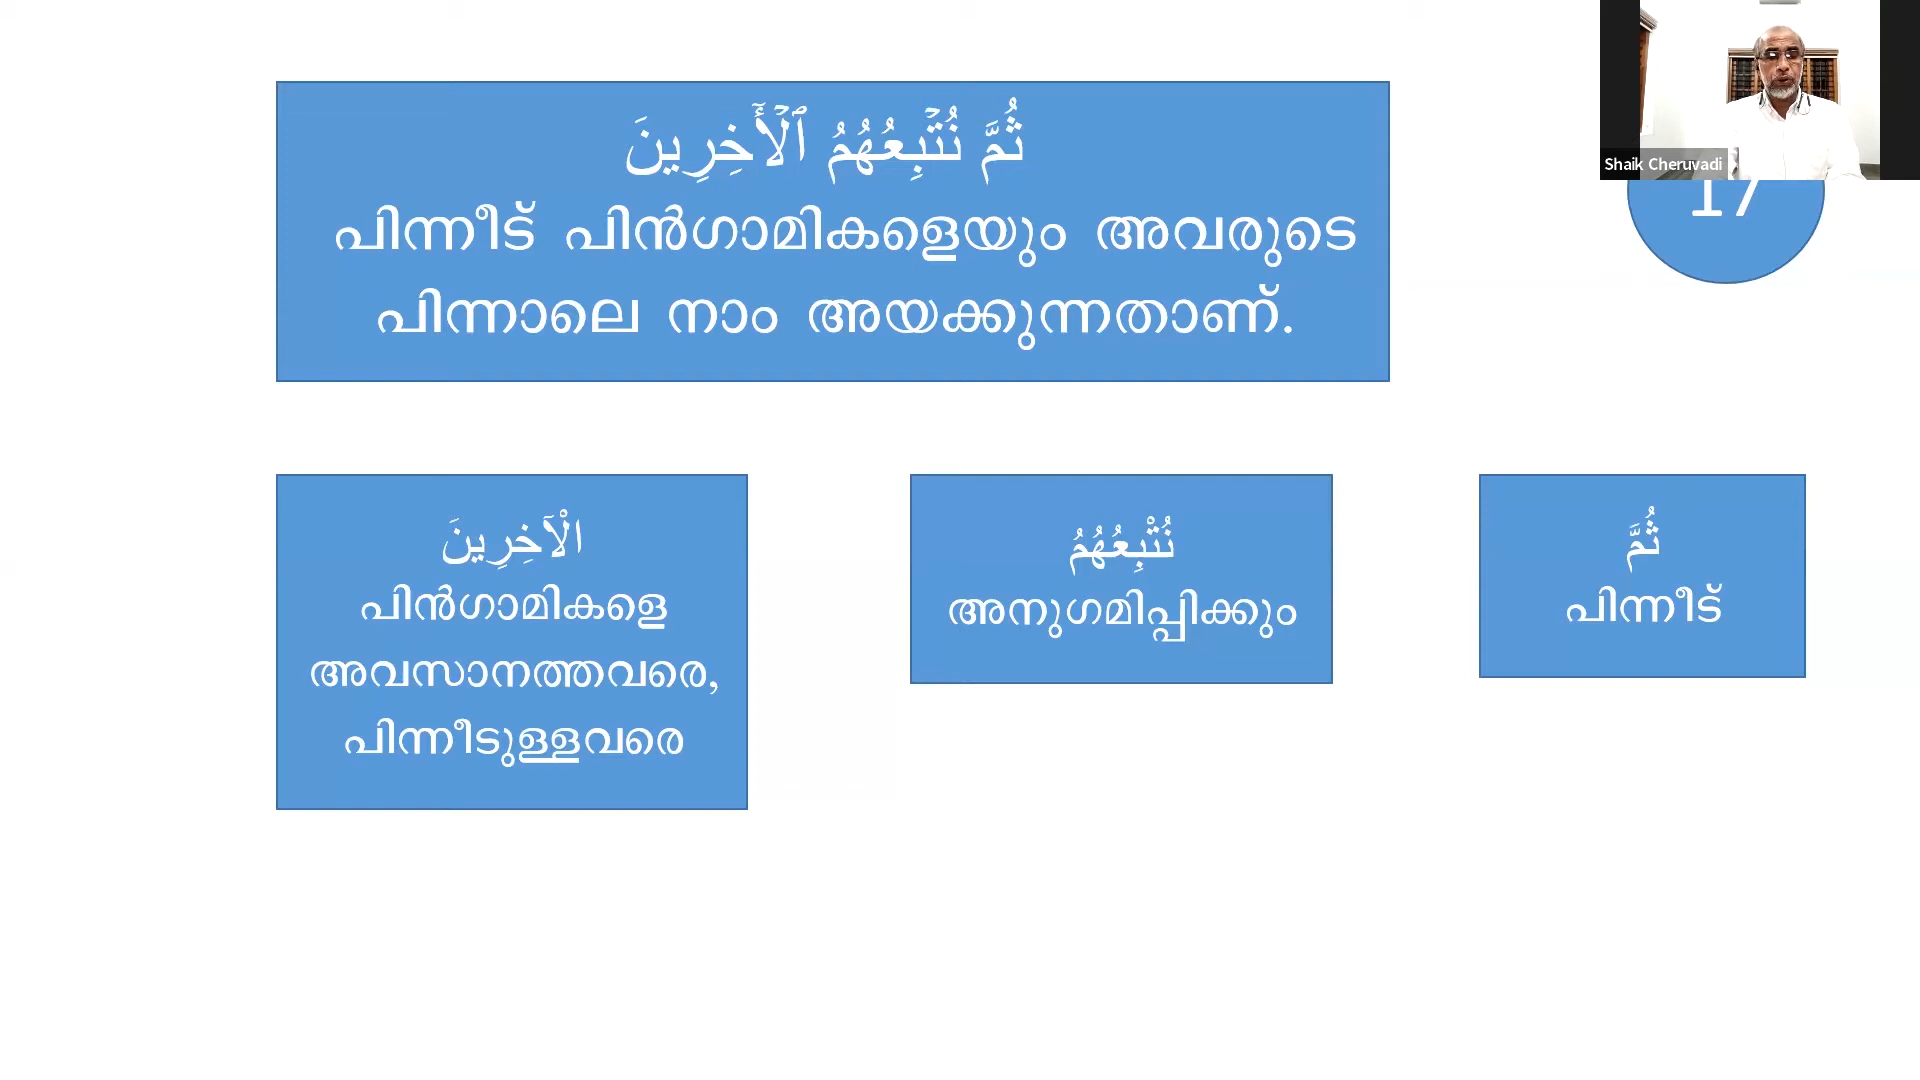 ثُمَّ نُتْبِعُهُمُ ٱلْأَخِرِينَ
പിന്നീട് പിൻഗാമികളെയും അവരുടെ
പിന്നാലെ നാം അയക്കുന്നതാണ്.
Shaik Cheruvadi
17
ثُمَّ
പിന്നീട്
نُتْبِعُهُمُ
അനുഗമിപ്പിക്കും
الْآخِرِينَ
പിൻഗാമികളെ
അവസാനത്തവരെ,
പിന്നീടുള്ളവരെ